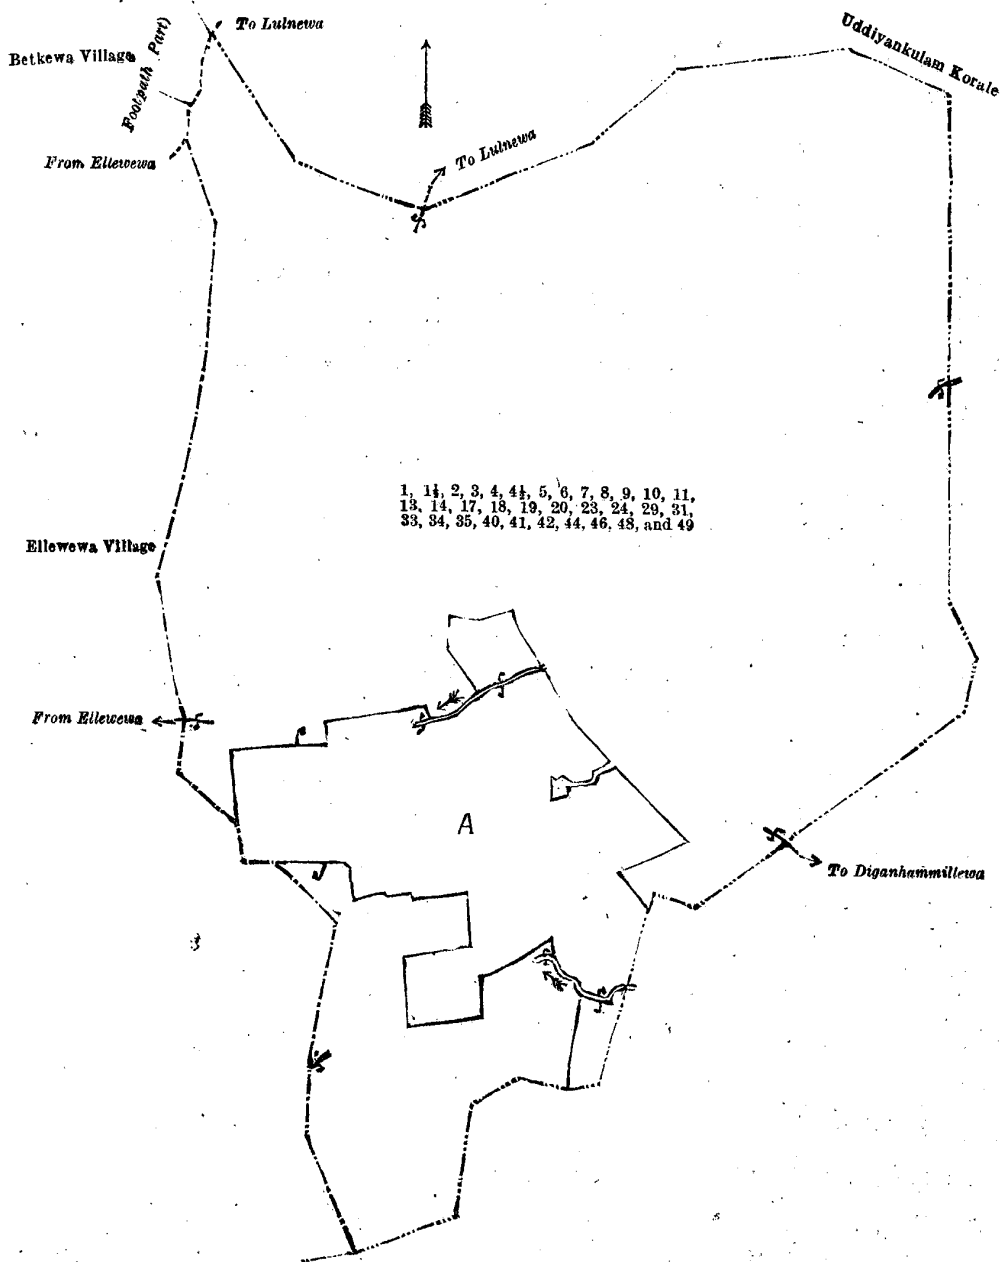 To Lulnewa
Uddiyankulam Korale
Betkewa Village
Footpath Part)
From Ellewewa
To Lulnewa
1, 1½, 2, 3, 4, 4½, 5, 6, 7, 8, 9, 10, 11,
13, 14, 17, 18, 19, 20, 23, 24, 29, 31,
33, 34, 35, 40, 41, 42, 44, 46, 48, and 49
Ellewewa Village
From Ellewewa
A
To Diganhammillewa